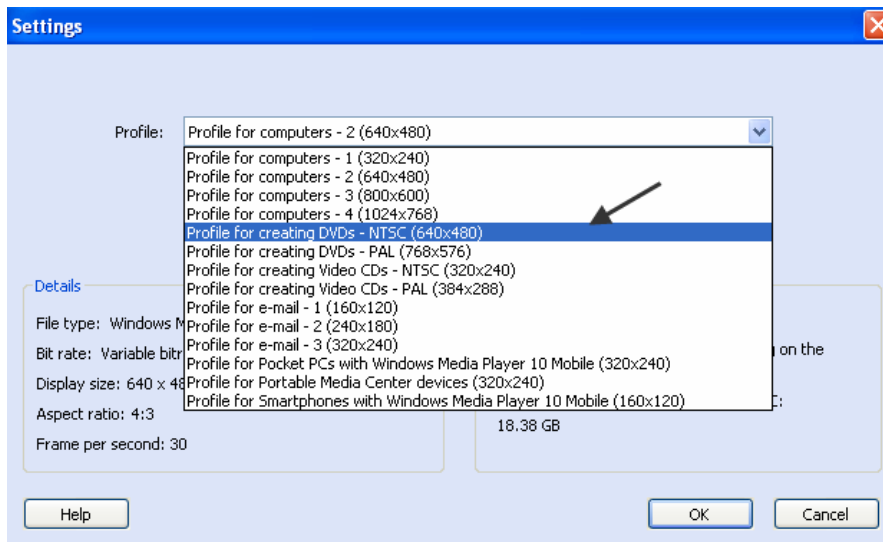 Settings
Profile: Profile for computers - 2 (640x480)
Profile for computers - 1 (320x240)
Profile for computers - 2 (640x480)
Profile for computers - 3 (800x600)
Profile for computers - 4 (1024x768)
Profile for creating DVDs - NTSC (640x480)
Profile for creating DVDs - PAL (768x576)
Profile for creating Video CDs - NTSC (320x240)
Profile for creating Video CDs - PAL (384x288)
Profile for e-mail - 1 (160x120)
Profile for e-mail - 2 (240x180)
Profile for e-mail - 3 (320x240)
Profile for Pocket PCs with Windows Media Player 10 Mobile (320x240)
Profile for Portable Media Center devices (320x240)
Profile for Smartphones with Windows Media Player 10 Mobile (160x120)
Details
File type: Windows M
Bit rate: Variable bitr
on the
Display size: 640 x 48
Aspect ratio: 4:3
C:
18.38 GB
Frame per second: 30
Help
OK
Cancel